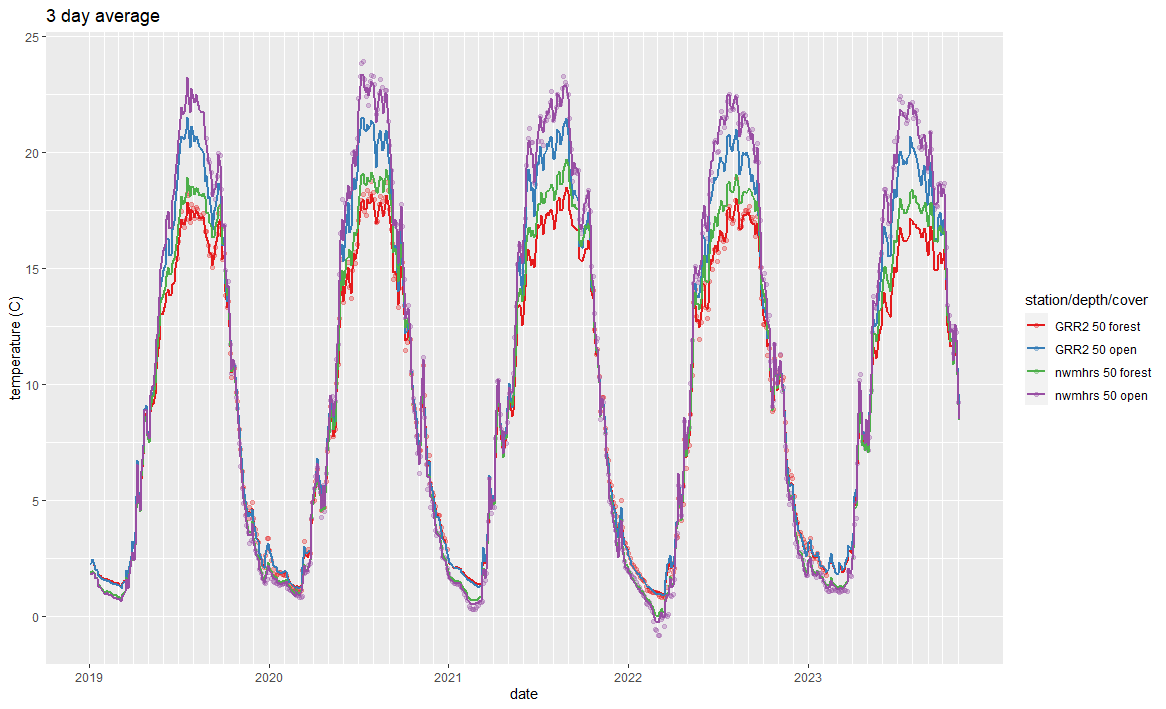 3 day average
25
20
15
10
5
0
temperature (C)
2019
2020
2021
2022
2023
date
station/depth/cover
GRR2 50 forest
GRR2 50 open
nwmhrs 50 forest
nwmhrs 50 open